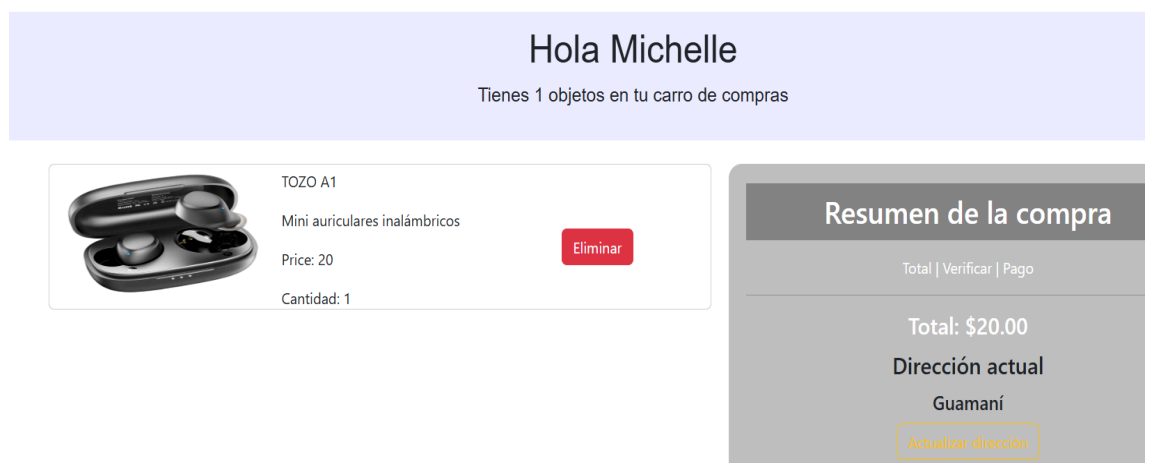 Hola Michelle
Tienes 1 objetos en tu carro de compras
TOZO A1
Mini auriculares inalámbricos
Price: 20
Cantidad: 1
Eliminar
Resumen de la compra
Total | Verificar | Pago
Total: $20.00
Dirección actual
Guamaní
Actualizar dirección